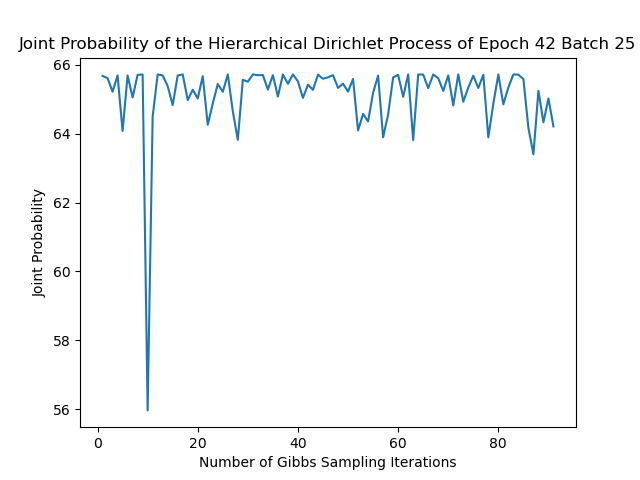 Joint Probability of the Hierarchical Dirichlet Process of Epoch 42 Batch 25
66
64
62
60
58
56
Joint Probability
0 20 40 60 80
Number of Gibbs Sampling Iterations